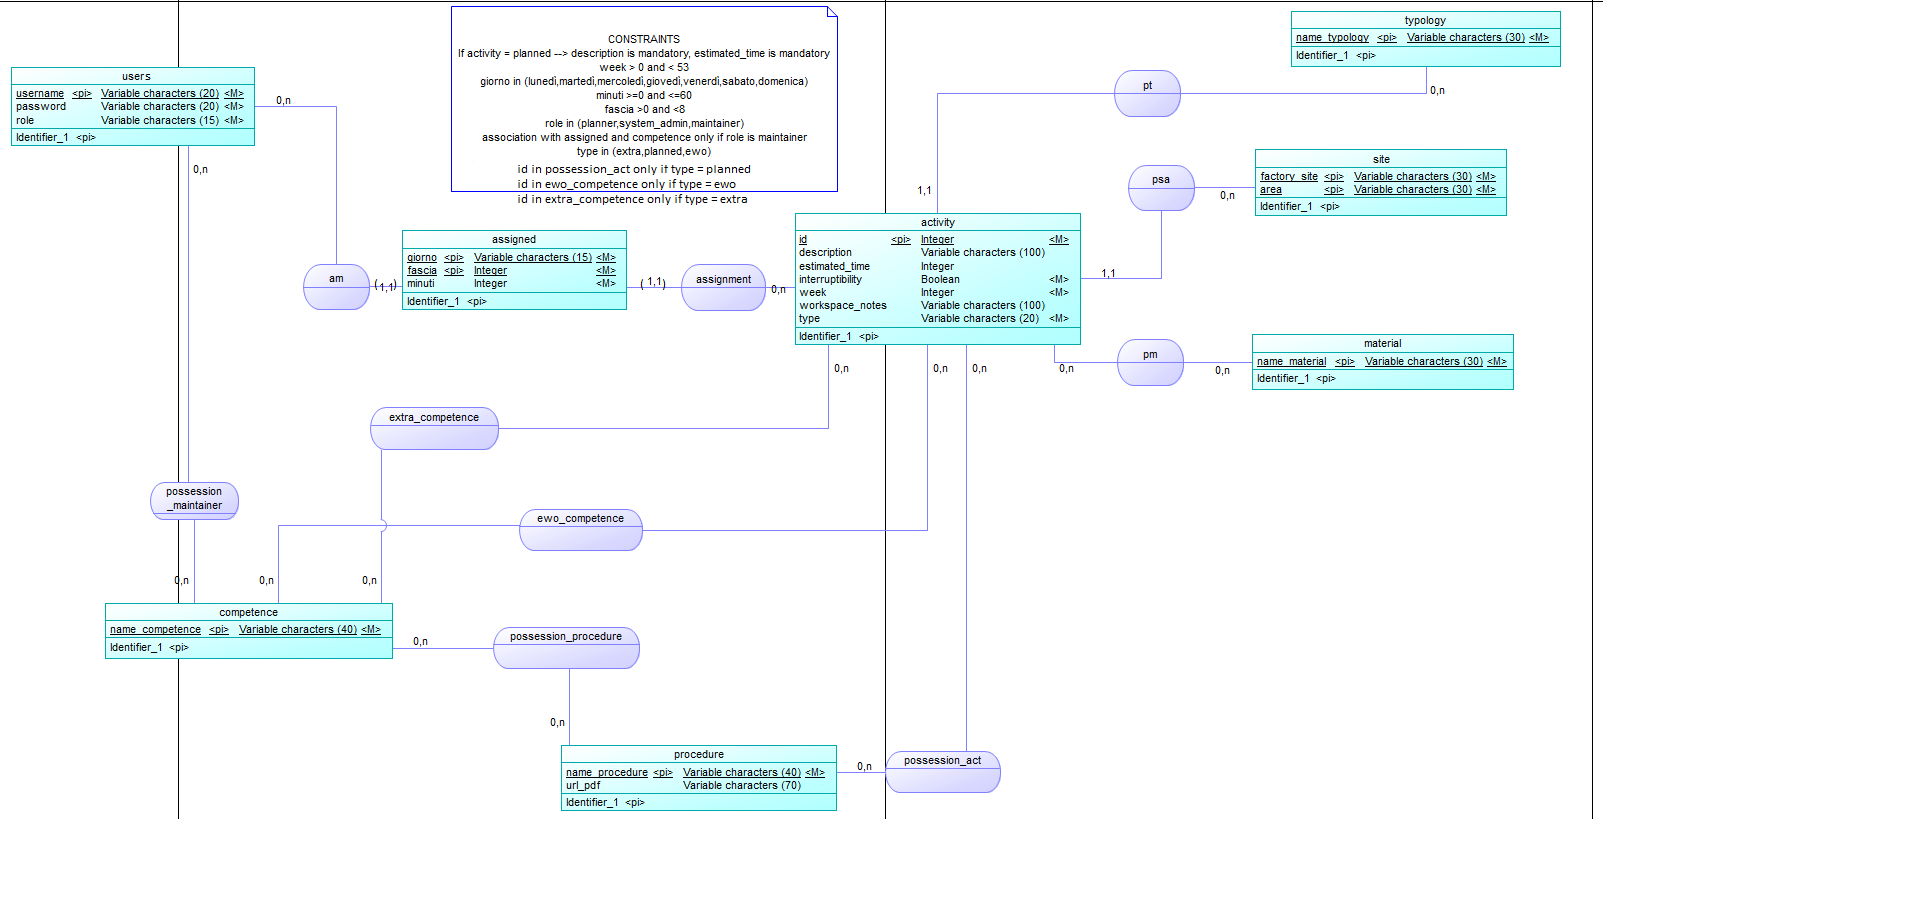 CONSTRAINTS
If activity = planned --> description is mandatory, estimated_time is mandatory
week > 0 and < 53
giorno in (lunedì,martedì,mercoledì,giovedì,venerdì,sabato,domenica)
minuti >=0 and <=60
fascia >0 and <8
role in (planner,system_admin,maintainer)
association with assigned and competence only if role is maintainer
type in (extra,planned,ewo)
id in possession_act only if type = planned
id in ewo_competence only if type = ewo
id in extra_competence only if type = extra
typology
name_typology <pi> Variable characters (30) <M>
Identifier_1 <pi>
0,n
pt
1,1
users
username <pi> Variable characters (20) <M>
password Variable characters (20) <M>
role Variable characters (15) <M>
Identifier_1 <pi>
0,n
0,n
am
(1,1)
assigned
giorno <pi> Variable characters (15) <M>
fascia <pi> Integer <M>
minuti Integer <M>
Identifier_1 <pi>
(1,1)
assignment
0,n
activity
id <pi> Integer <M>
description Variable characters (100)
estimated_time Integer
interruptibility Boolean <M>
week Integer <M>
workspace_notes Variable characters (100)
type Variable characters (20) <M>
Identifier_1 <pi>
1,1
psa
0,n
site
factory_site <pi> Variable characters (30) <M>
area <pi> Variable characters (30) <M>
Identifier_1 <pi>
0,n
pm
0,n
material
name_material <pi> Variable characters (30) <M>
Identifier_1 <pi>
0,n
0,n
0,n
extra_competence
possession
_maintainer
ewo_competence
0,n
0,n
0,n
competence
name_competence <pi> Variable characters (40) <M>
Identifier_1 <pi>
0,n
possession_procedure
0,n
procedure
name_procedure <pi> Variable characters (40) <M>
url_pdf Variable characters (70)
Identifier_1 <pi>
0,n
possession_act